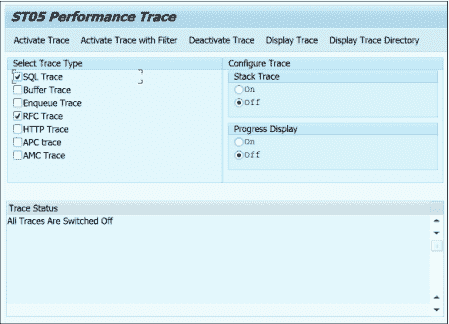 ST05 Performance Trace
Activate Trace Activate Trace with Filter Deactivate Trace Display Trace Display Trace Directory
Select Trace Type
SQL Trace
Buffer Trace
Enqueue Trace
RFC Trace
HTTP Trace
APC trace
AMC Trace
Configure Trace
Stack Trace
On
Off
Progress Display
On
Off
Trace Status
All Traces Are Switched Off